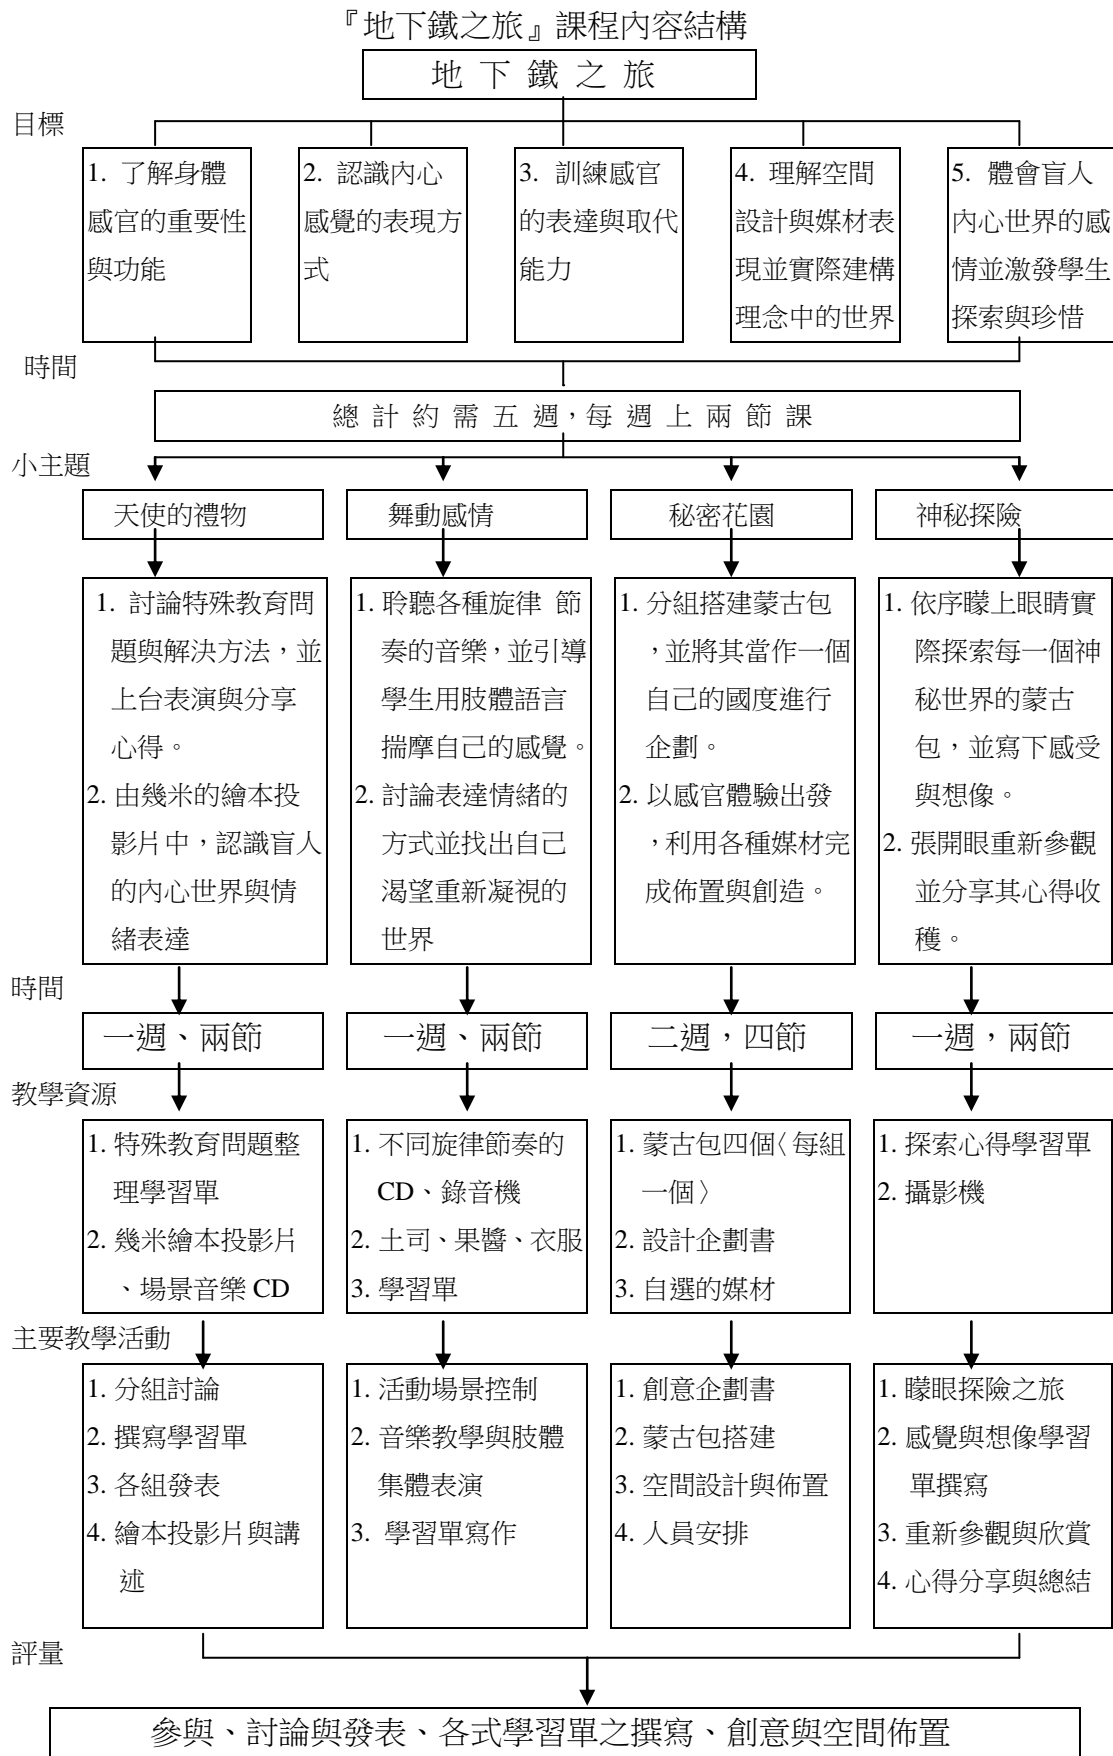 『地下鐵之旅』課程內容結構
地 下 鐵 之 旅
目標
1. 了解身體
感官的重要性
與功能
2. 認識內心
感覺的表現方
式
3. 訓練感官
的表達與取代
能力
4. 理解空間
設計與媒材表
現並實際建構
理念中的世界
5. 體會盲人
內心世界的感
情並激發學生
探索與珍惜
時間
總 計 約 需 五 週，每 週 上 兩 節 課
小主題
天使的禮物
舞動感情
秘密花園
神秘探險
1. 討論特殊教育問
題與解決方法，並
上台表演與分享
心得。
2. 由幾米的繪本投
影片中，認識盲人
的內心世界與情
緒表達
1. 聆聽各種旋律 節
奏的音樂，並引導
學生用肢體語言
揣摩自己的感覺。
2. 討論表達情緒的
方式並找出自己
渴望重新凝視的
世界
1. 分組搭建蒙古包
，並將其當作一個
自己的國度進行
企劃。
2. 以感官體驗出發
，利用各種媒材完
成佈置與創造。
1. 依序矇上眼睛實
際探索每一個神
秘世界的蒙古
包，並寫下感受
與想像。
2. 張開眼重新參觀
並分享其心得收
穫。
時間
一週、兩節
一週、兩節
二週，四節
一週，兩節
教學資源
1. 特殊教育問題整
理學習單
2. 幾米繪本投影片
、場景音樂 CD
1. 不同旋律節奏的
CD、錄音機
2. 土司、果醬、衣服
3. 學習單
1. 蒙古包四個〈每組
一個〉
2. 設計企劃書
3. 自選的媒材
1. 探索心得學習單
2. 攝影機
主要教學活動
1. 分組討論
2. 撰寫學習單
3. 各組發表
4. 繪本投影片與講
述
1. 活動場景控制
2. 音樂教學與肢體
集體表演
3. 學習單寫作
1. 創意企劃書
2. 蒙古包搭建
3. 空間設計與佈置
4. 人員安排
1. 矇眼探險之旅
2. 感覺與想像學習
單撰寫
3. 重新參觀與欣賞
4. 心得分享與總結
評量
參與、討論與發表、各式學習單之撰寫、創意與空間佈置